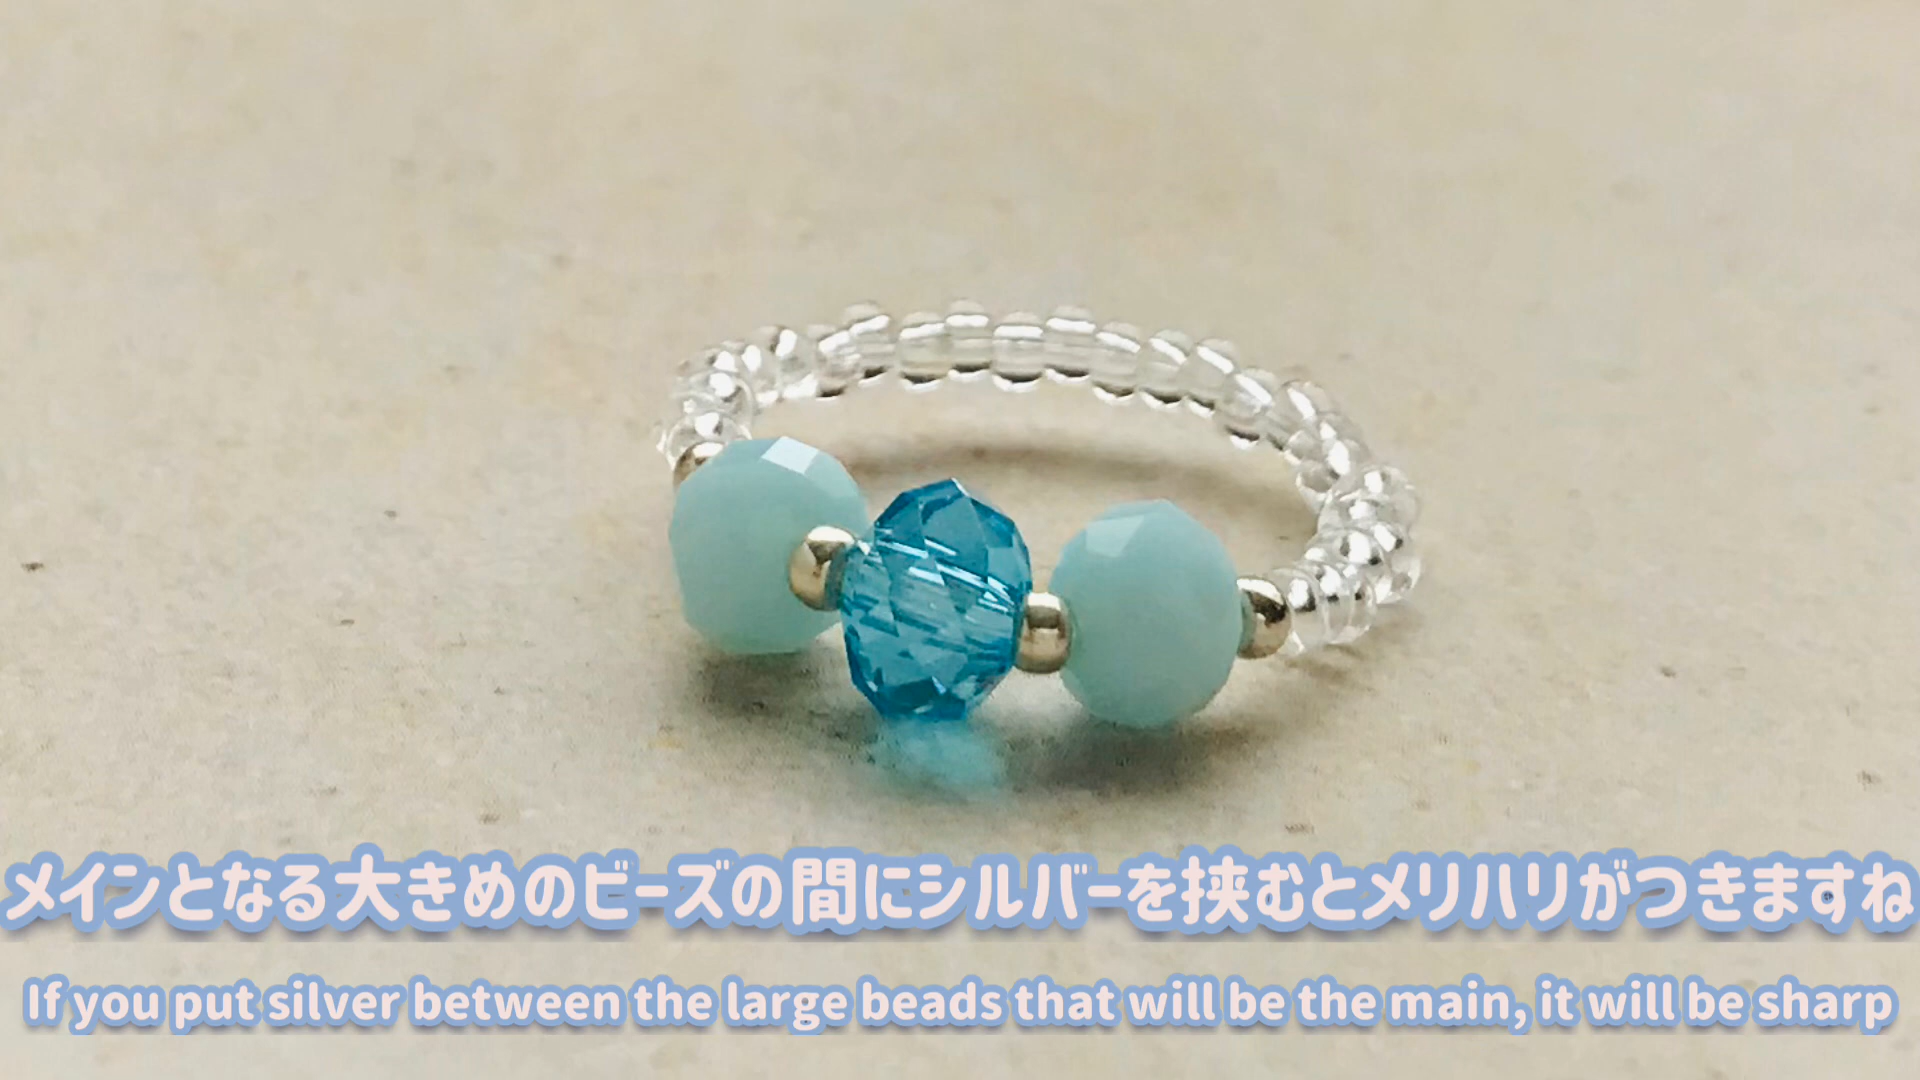 メインとなる大きめのビーズの間にシルバーを挟むとメリハリがつきますね
If you put silver between the large beads that will be the main, it will be sharp